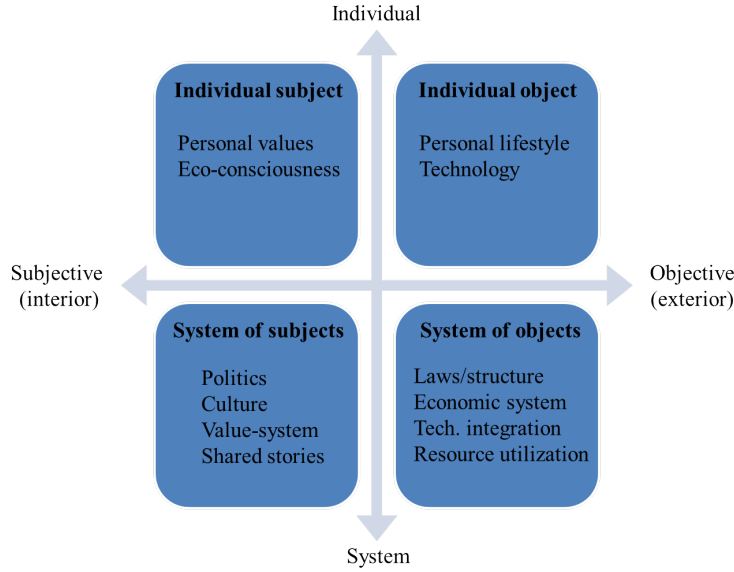 Individual
Individual subject
Personal values
Eco-consciousness
Individual object
Personal lifestyle
Technology
Subjective
(interior)
Objective
(exterior)
System of subjects
Politics
Culture
Value-system
Shared stories
System of objects
Laws/structure
Economic system
Tech. integration
Resource utilization
System